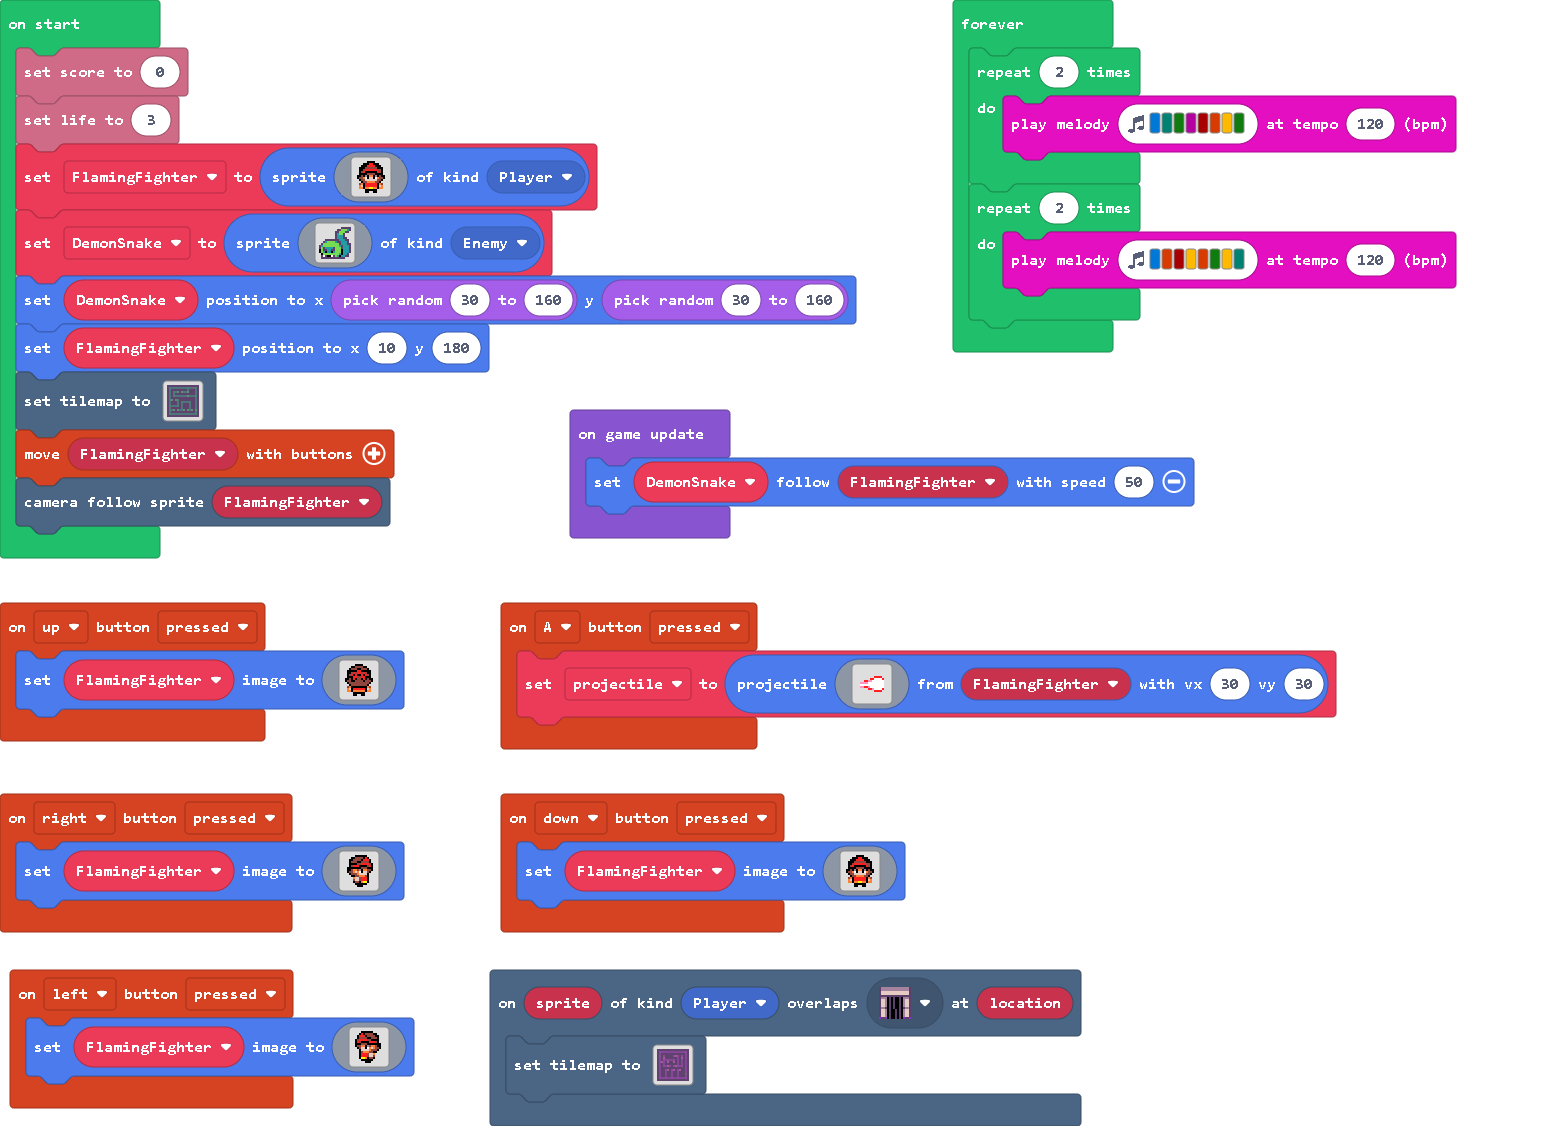 on start
set score to 0
set life to 3
set FlamingFighter to sprite of kind Player
set DemonSnake to sprite of kind Enemy
set DemonSnake position to x pick random 30 to 160 y pick random 30 to 160
set FlamingFighter position to x 10 y 180
set tilemap to
move FlamingFighter with buttons
camera follow sprite FlamingFighter
forever
repeat 2 times
do play melody at tempo 120 (bpm)
repeat 2 times
do play melody at tempo 120 (bpm)
on game update
set DemonSnake follow FlamingFighter with speed 50
on up button pressed
set FlamingFighter image to
on A button pressed
set projectile to projectile from FlamingFighter with vx 30 vy 30
on right button pressed
set FlamingFighter image to
on down button pressed
set FlamingFighter image to
on left button pressed
set FlamingFighter image to
on sprite of kind Player overlaps at location
set tilemap to